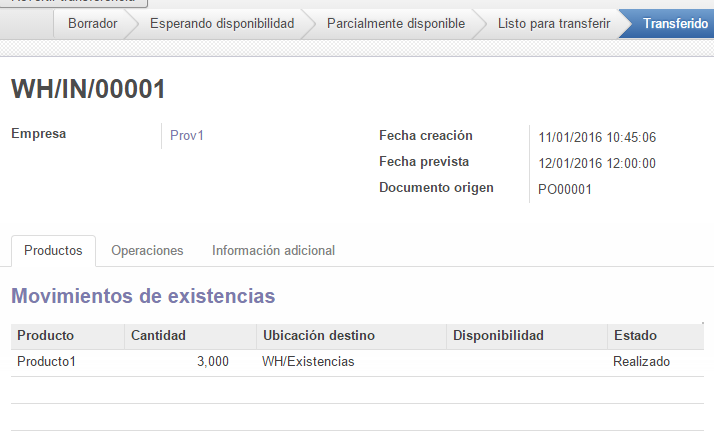 Revertir transferencia
Borrador Esperando disponibilidad Parcialmente disponible Listo para transferir Transferido
WH/IN/00001
Empresa Prov1 Fecha creación 11/01/2016 10:45:06
Fecha prevista 12/01/2016 12:00:00
Documento origen PO00001
Productos Operaciones Información adicional
Movimientos de existencias
Producto Cantidad Ubicación destino Disponibilidad Estado
Producto1 3,000 WH/Existencias Realizado